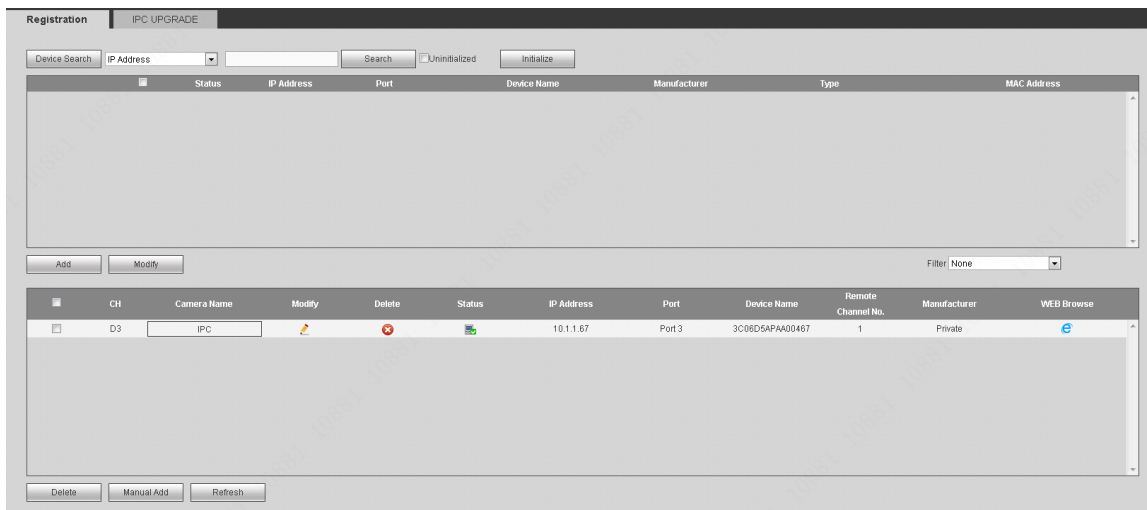 Registration IPC UPGRADE
Device Search IP Address Search Uninitialized Initialize
Status IP Address Port Device Name Manufacturer Type MAC Address
Add Modify Filter None
CH Camera Name Modify Delete Status IP Address Port Device Name Remote Channel No. Manufacturer WEB Browse
D3 IPC 10.1.1.67 Port 3 3C06D5APAA00467 1 Private
Delete Manual Add Refresh